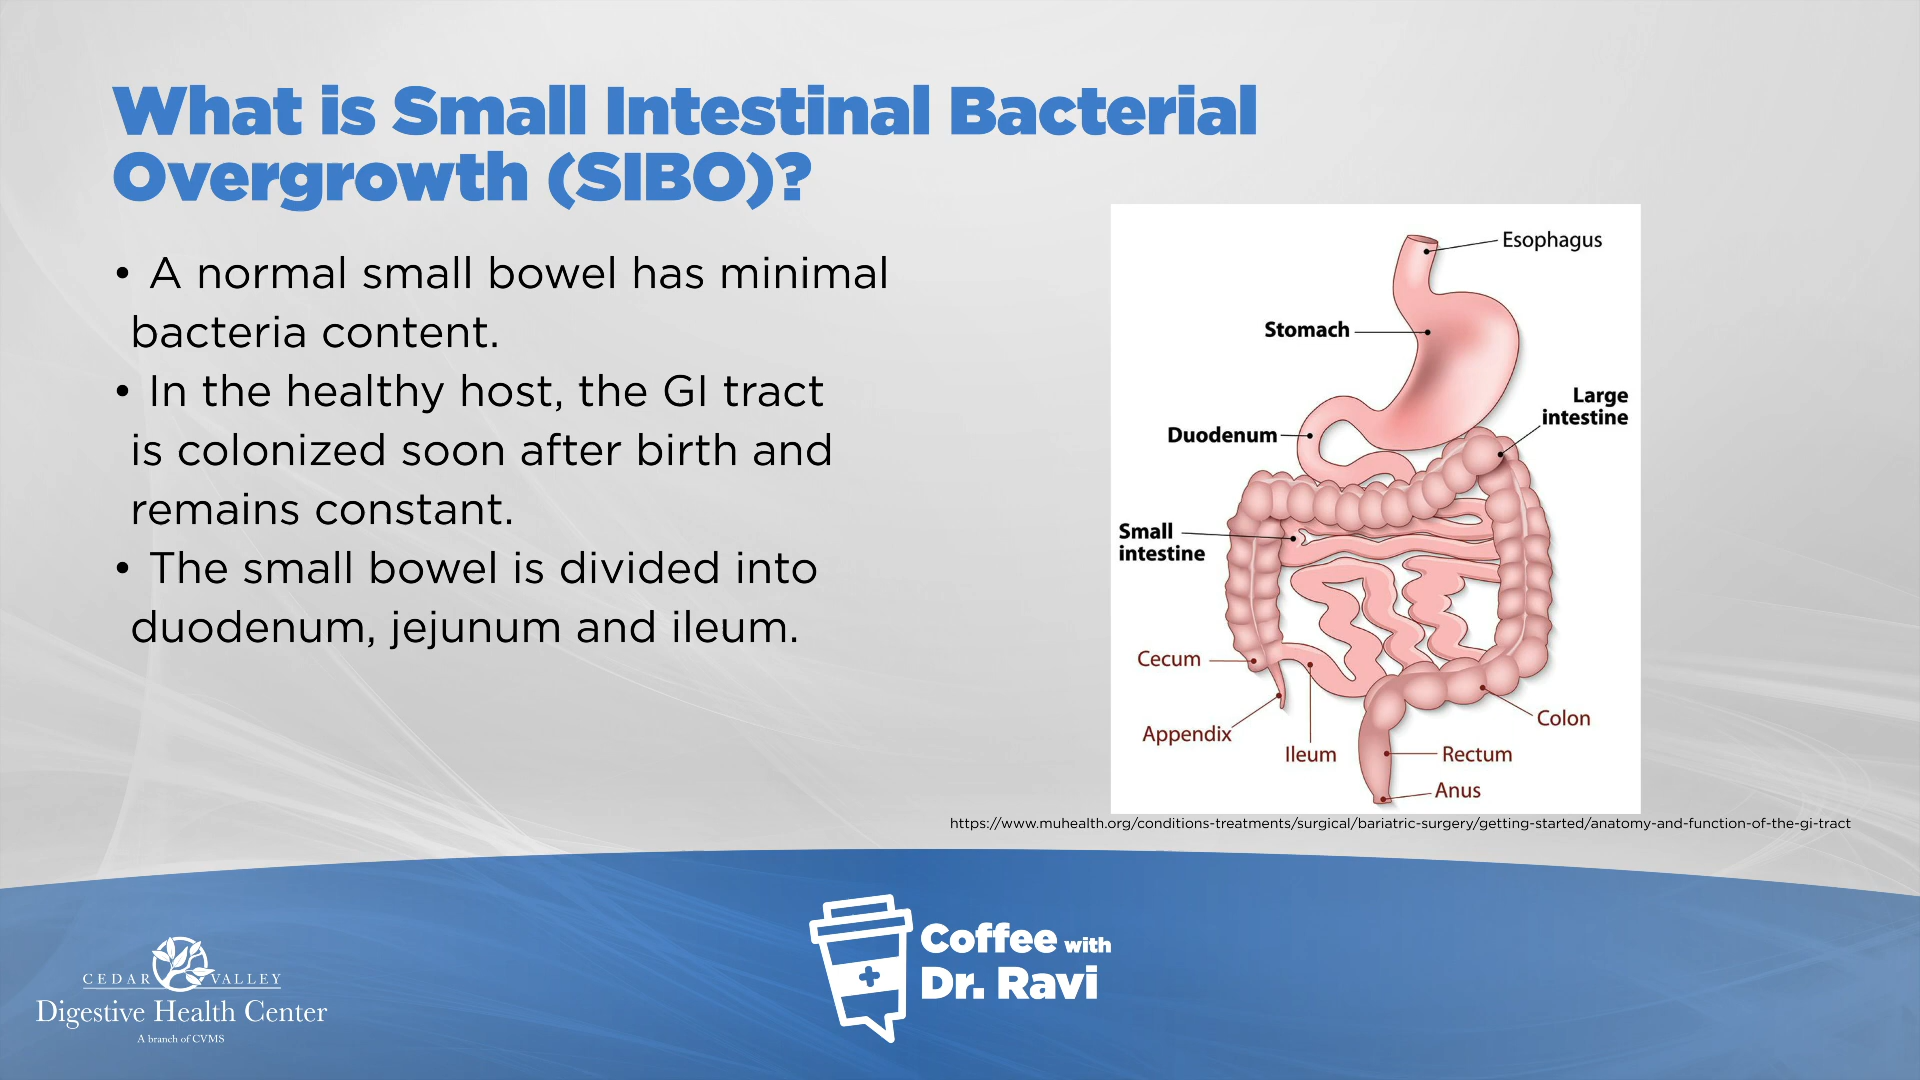 What is Small Intestinal Bacterial
Overgrowth (SIBO)?
• A normal small bowel has minimal
bacteria content.
• In the healthy host, the GI tract
is colonized soon after birth and
remains constant.
• The small bowel is divided into
duodenum, jejunum and ileum.
Esophagus
Stomach
Large
intestine
Duodenum
Small
intestine
Cecum
Appendix
Ileum
Colon
Rectum
Anus
https://www.muhealth.org/conditions-treatments/surgical/bariatric-surgery/getting-started/anatomy-and-function-of-the-gi-tract
CEDAR VALLEY
Digestive Health Center
A branch of CVMS
Coffee with
Dr. Ravi